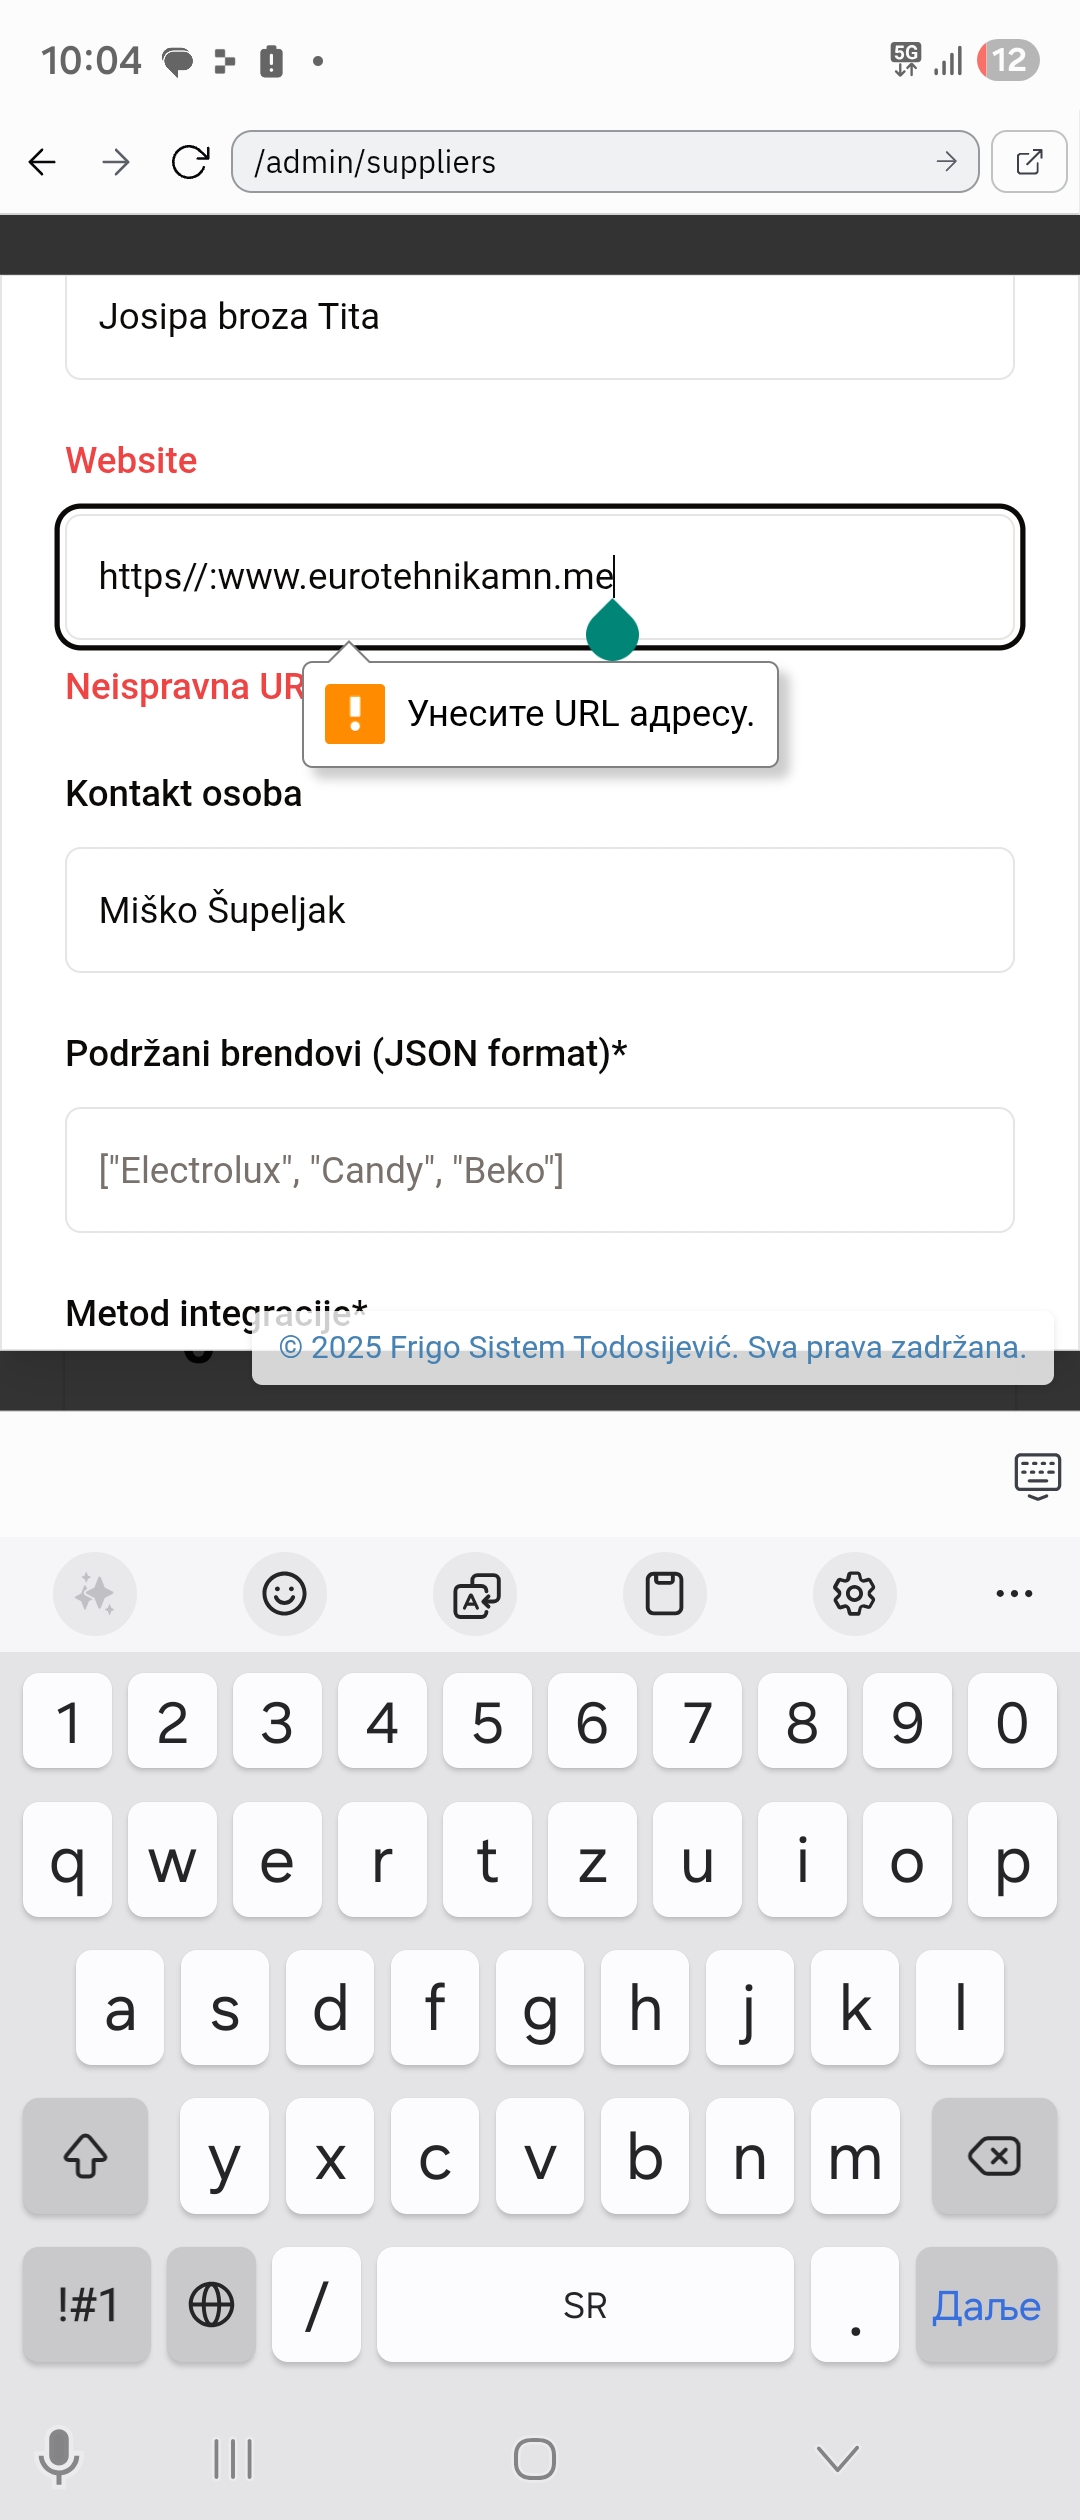 10:04
5G
12
/admin/suppliers
Josipa broza Tita
Website
https//:www.eurotehnikamn.me
Neispravna UR
Унесите URL адресу.
Kontakt osoba
Miško Šupeljak
Podržani brendovi (JSON format)*
["Electrolux", "Candy", "Beko"]
Metod integracije*
© 2025 Frigo Sistem Todosijević. Sva prava zadržana.
1 2 3 4 5 6 7 8 9 0
q w e r t z u i o p
a s d f g h j k l
y x c v b n m
!#1 / SR . Даље